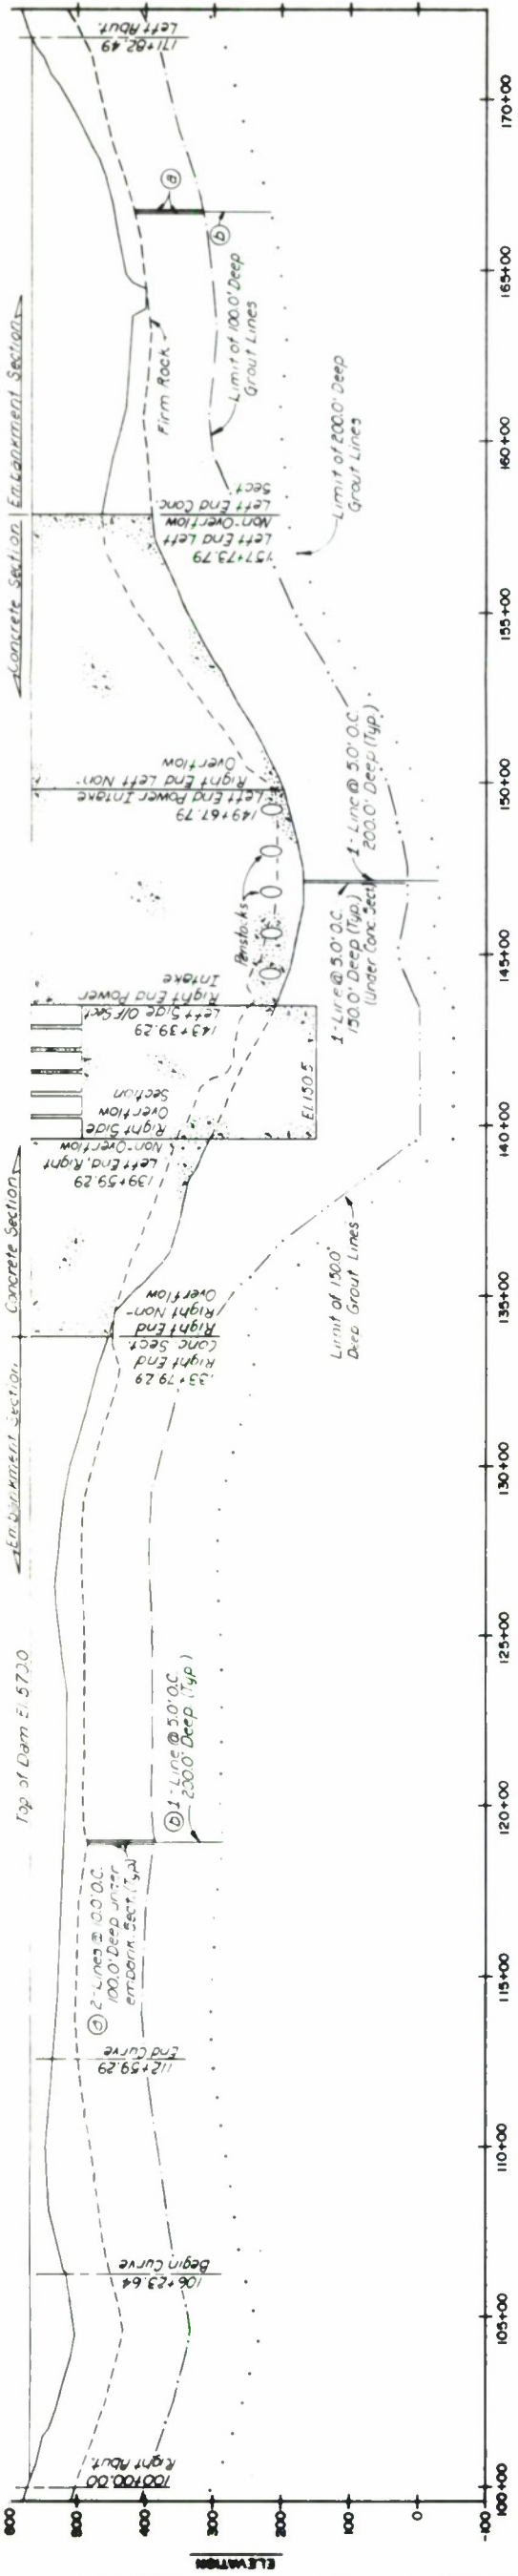 ELEVATION
600
500
400
300
200
100
0
-100
100+00
105+00
110+00
115+00
120+00
125+00
130+00
135+00
140+00
145+00
150+00
155+00
160+00
165+00
170+00
100+00.00
Right Abut.
106+23.64
Begin Curve
112+59.29
End Curve
Top of Dam El.
ⓐ 2-Lines @ 10.0' O.C.
100.0' Deep under
embank. Sect. (Typ.)
ⓑ 1-Line @ 5.0' O.C.
200.0' Deep (Typ.)
Embankment Section
Concrete Section
33+79.29
Right End
Conc Sect
Right End
Right Non-
Overflow
Limit of 150.0'
Deep Grout Lines
139+59.29
Left End, Right
Non-Overflow
Right Side
Overflow
Section
El. 150.5
143+39.29
Left Side O/F Sect
Right End Power
Intake
Penstocks
1-Line @ 5.0' O.C.
150.0' Deep (Typ.)
(Under Conc Sect)
1-Line @ 5.0' O.C.
200.0' Deep (Typ.)
149+67.79
Left End Power Intake
Right End Left Non-
Overflow
Concrete Section
Embankment Section
157+73.79
Left End Left
Non-Overflow
Left End Conc.
Sect
Limit of 200.0' Deep
Grout Lines
Firm Rock
Limit of 100.0' Deep
Grout Lines
ⓐ
ⓑ
171+82.49
Left Abut.